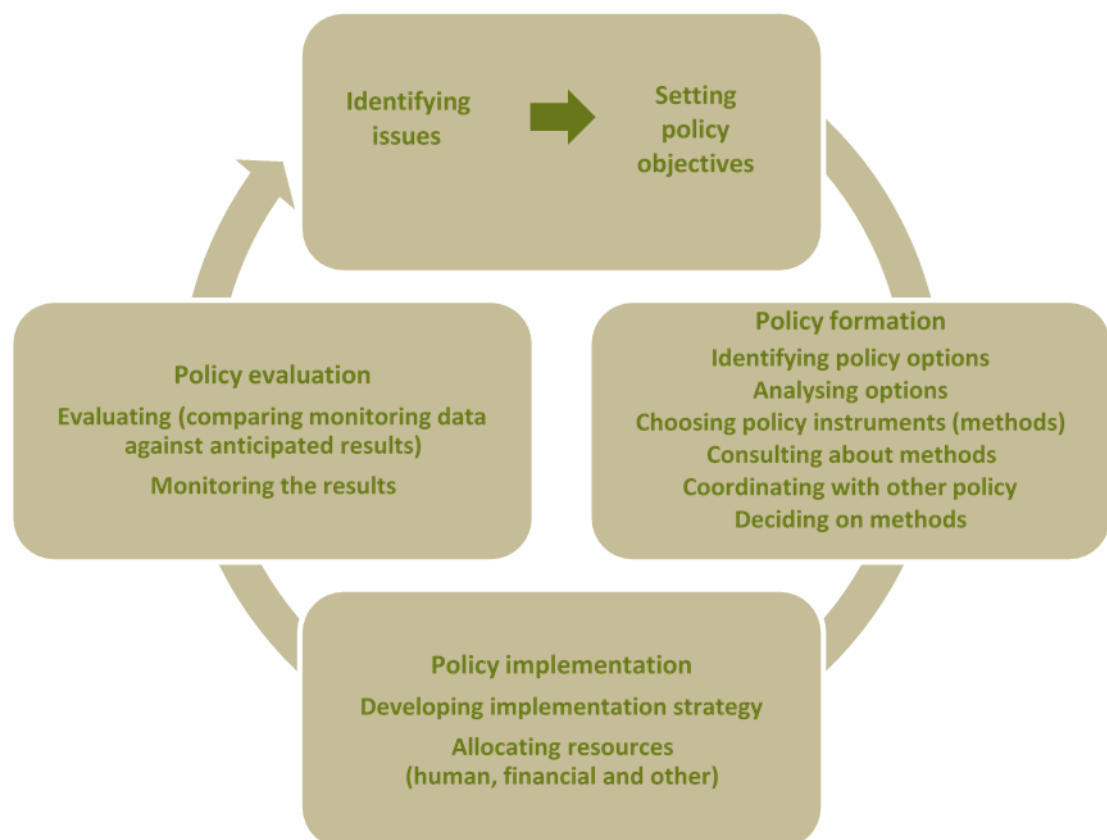 Identifying
issues
Setting
policy
objectives
Policy formation
Identifying policy options
Analysing options
Choosing policy instruments (methods)
Consulting about methods
Coordinating with other policy
Deciding on methods
Policy implementation
Developing implementation strategy
Allocating resources
(human, financial and other)
Policy evaluation
Evaluating (comparing monitoring data
against anticipated results)
Monitoring the results